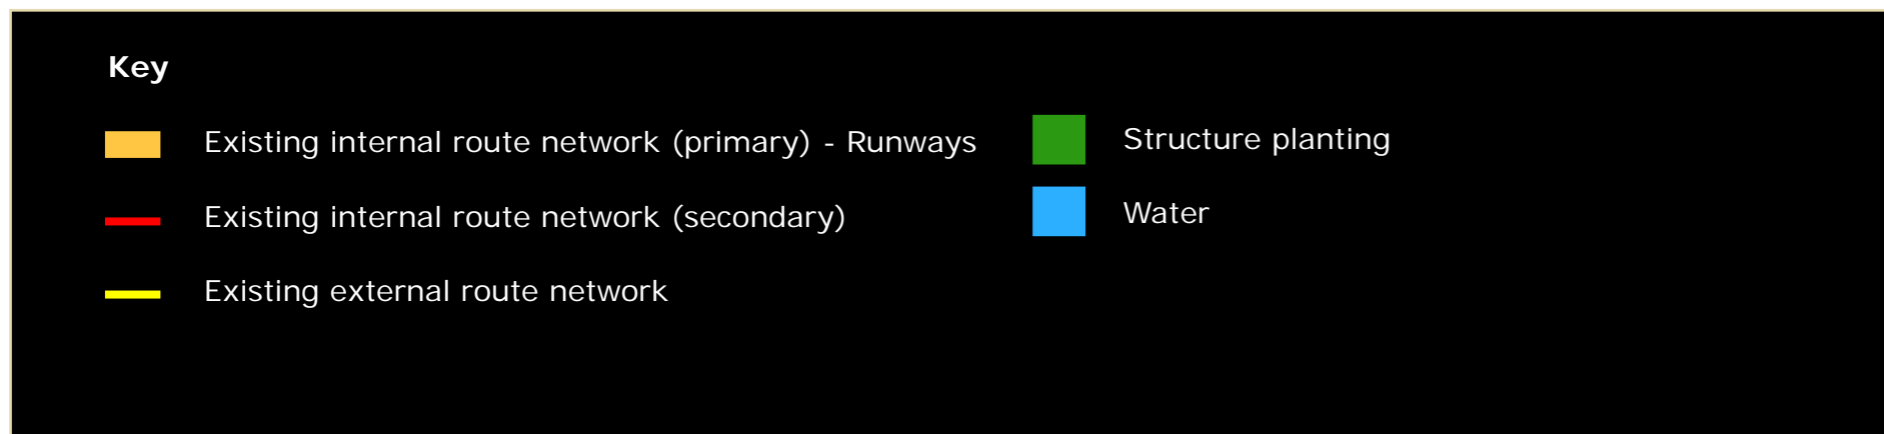 Key
Existing internal route network (primary) - Runways
Existing internal route network (secondary)
Existing external route network
Structure planting
Water